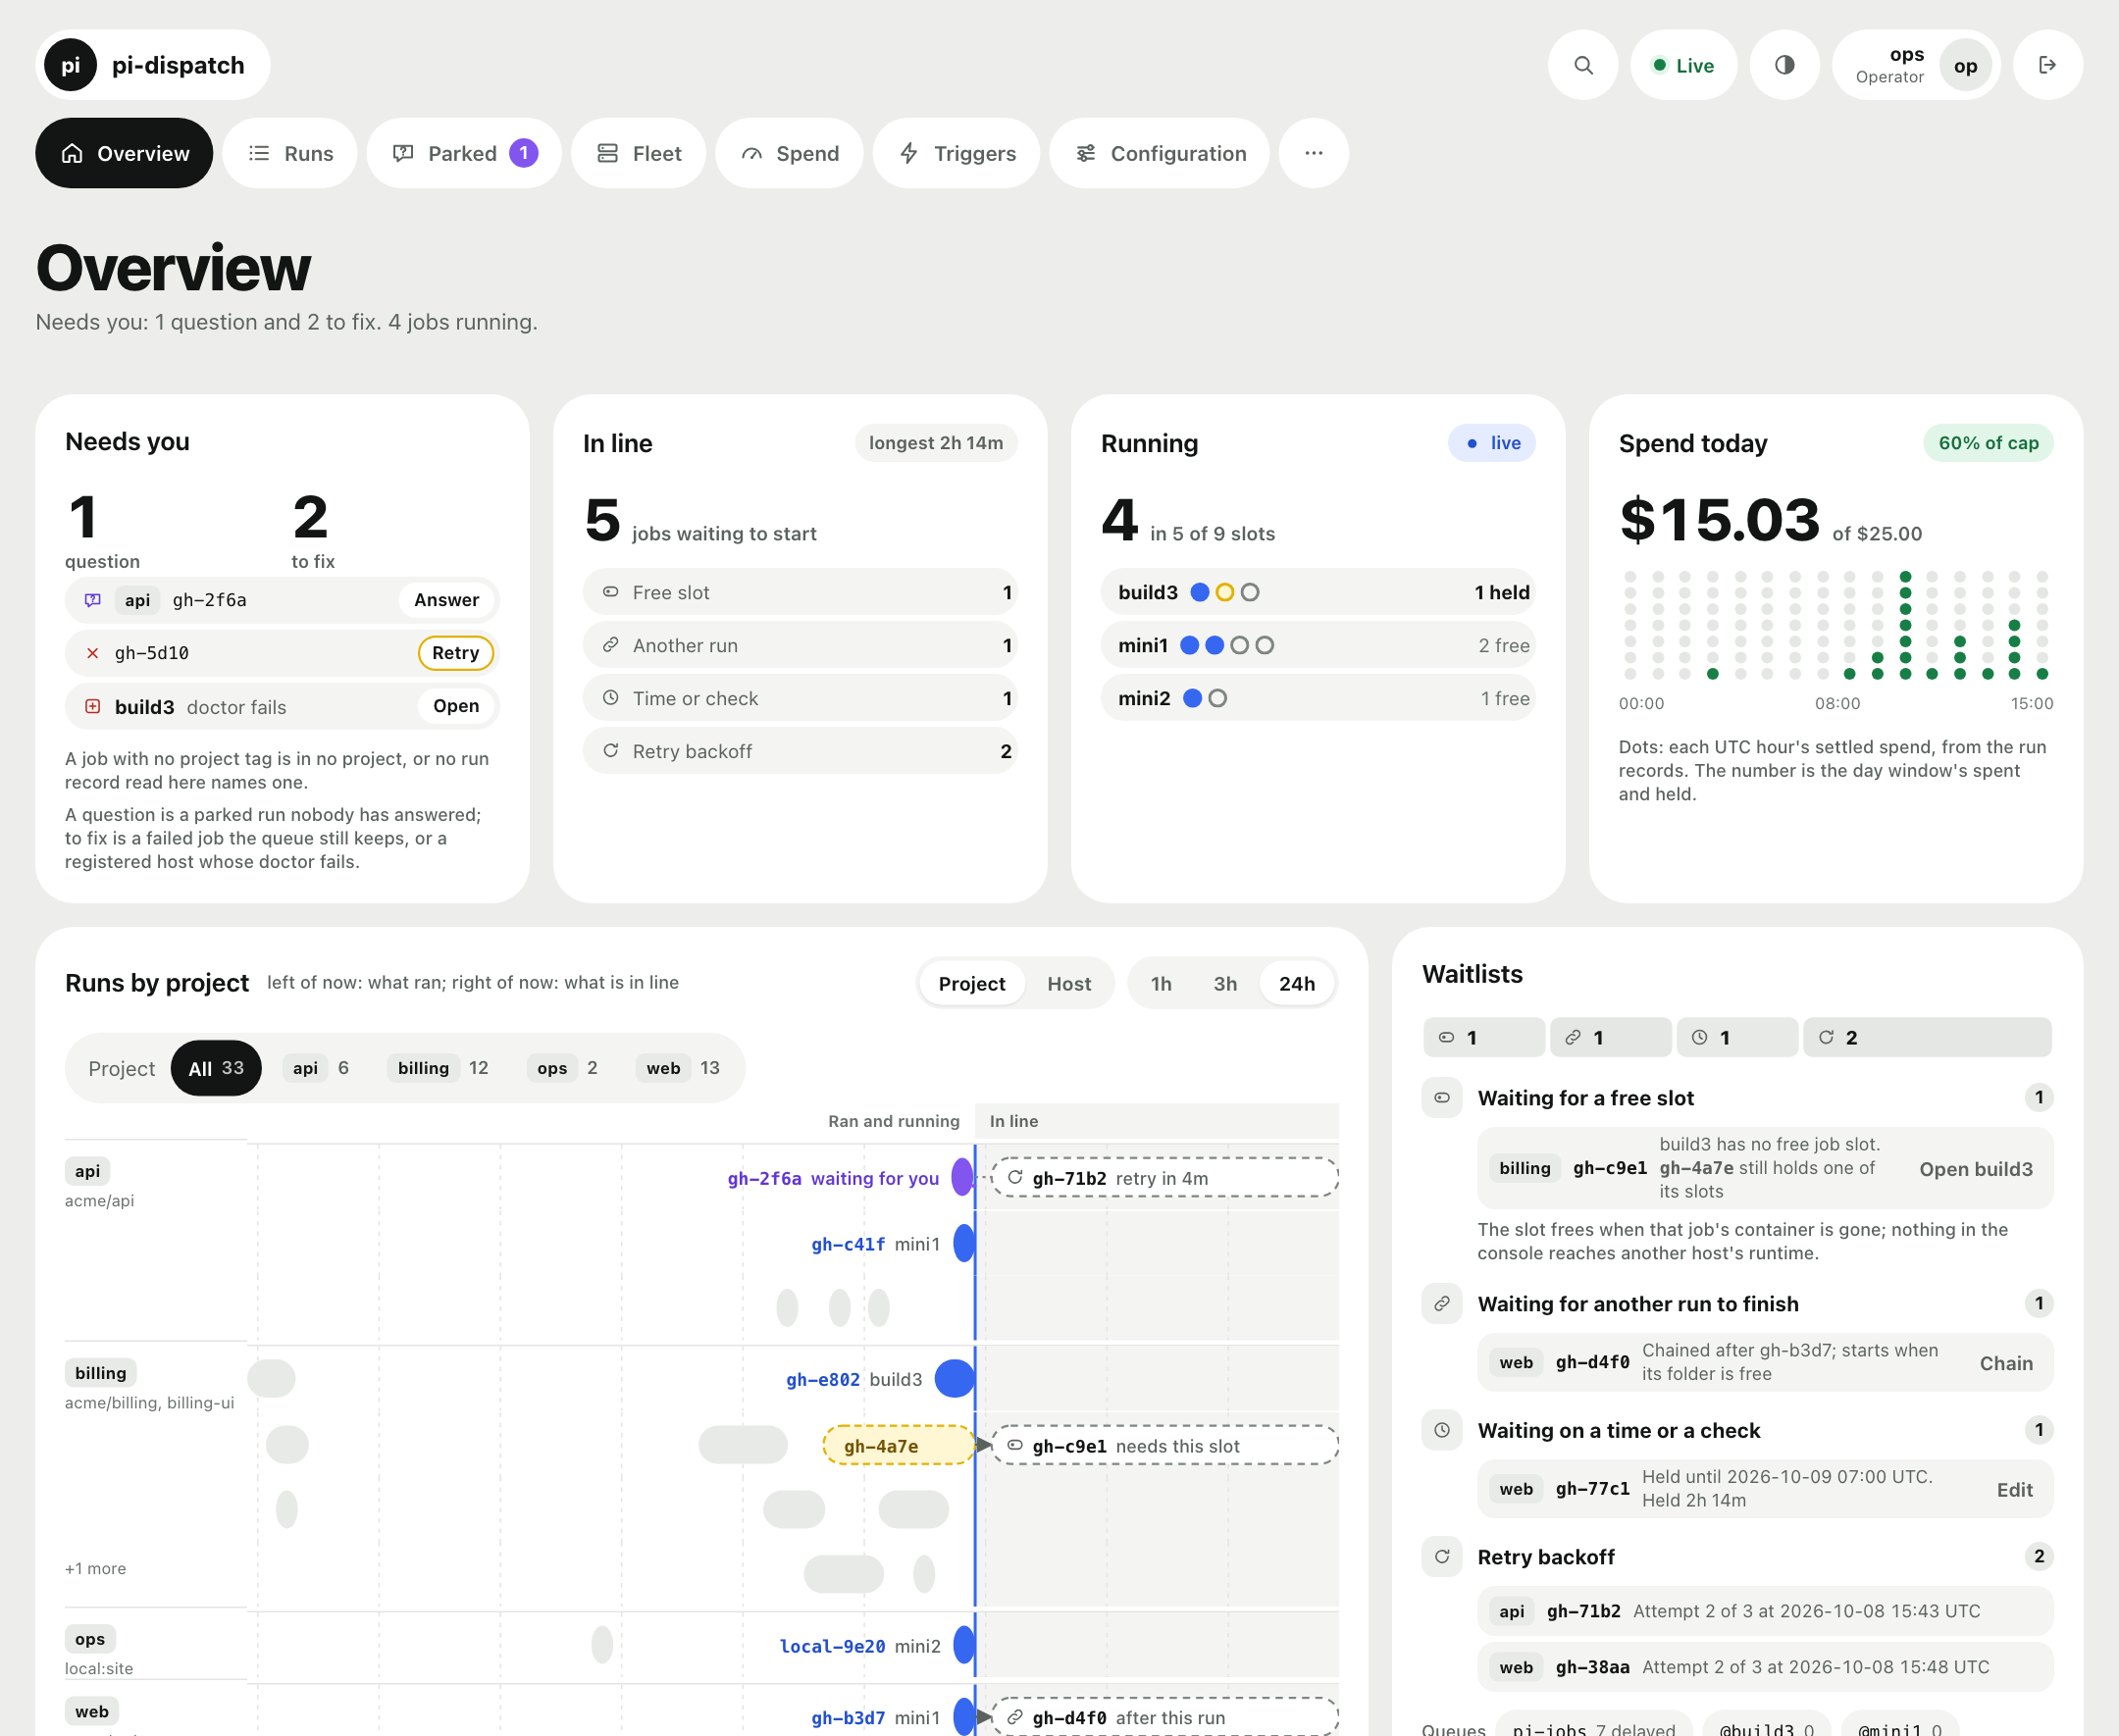 pi pi-dispatch
Live
ops
Operator
op
Overview Runs Parked 1 Fleet Spend Triggers Configuration ...
Overview
Needs you: 1 question and 2 to fix. 4 jobs running.
Needs you
1 2
question to fix
api gh-2f6a Answer
gh-5d10 Retry
build3 doctor fails Open
A job with no project tag is in no project, or no run
record read here names one.
A question is a parked run nobody has answered;
to fix is a failed job the queue still keeps, or a
registered host whose doctor fails.
In line longest 2h 14m
5 jobs waiting to start
Free slot 1
Another run 1
Time or check 1
Retry backoff 2
Running live
4 in 5 of 9 slots
build3 1 held
mini1 2 free
mini2 1 free
Spend today 60% of cap
$15.03 of $25.00
00:00 08:00 15:00
Dots: each UTC hour's settled spend, from the run
records. The number is the day window's spent
and held.
Runs by project left of now: what ran; right of now: what is in line
Project Host 1h 3h 24h
Project All 33 api 6 billing 12 ops 2 web 13
Ran and running In line
api
acme/api
gh-2f6a waiting for you gh-71b2 retry in 4m
gh-c41f mini1
billing
acme/billing, billing-ui
gh-e802 build3
gh-4a7e gh-c9e1 needs this slot
+1 more
ops
local:site
local-9e20 mini2
web
gh-b3d7 mini1 gh-d4f0 after this run
Waitlists
1 1 1 2
Waiting for a free slot 1
billing gh-c9e1
build3 has no free job slot.
gh-4a7e still holds one of
its slots
Open build3
The slot frees when that job's container is gone; nothing in the
console reaches another host's runtime.
Waiting for another run to finish 1
web gh-d4f0
Chained after gh-b3d7; starts when
its folder is free
Chain
Waiting on a time or a check 1
web gh-77c1
Held until 2026-10-09 07:00 UTC.
Held 2h 14m
Edit
Retry backoff 2
api gh-71b2 Attempt 2 of 3 at 2026-10-08 15:43 UTC
web gh-38aa Attempt 2 of 3 at 2026-10-08 15:48 UTC
Queues pi-jobs 7 delayed @build3 0 @mini1 0